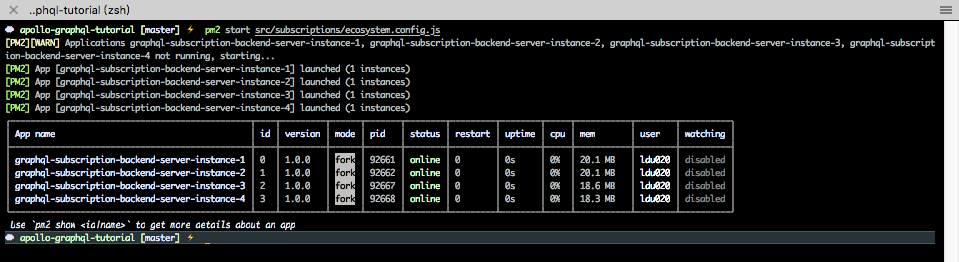 ..phql-tutorial (zsh)
apollo-graphql-tutorial [master] ⚡ pm2 start src/subscriptions/ecosystem.config.js
[PM2][WARN] Applications graphql-subscription-backend-server-instance-1, graphql-subscription-backend-server-instance-2, graphql-subscription-backend-server-instance-3, graphql-subscript
ion-backend-server-instance-4 not running, starting...
[PM2] App [graphql-subscription-backend-server-instance-1] launched (1 instances)
[PM2] App [graphql-subscription-backend-server-instance-2] launched (1 instances)
[PM2] App [graphql-subscription-backend-server-instance-3] launched (1 instances)
[PM2] App [graphql-subscription-backend-server-instance-4] launched (1 instances)
App name id version mode pid status restart uptime cpu mem user watching
graphql-subscription-backend-server-instance-1 0 1.0.0 fork 92661 online 0 0s 0% 20.1 MB ldu020 disabled
graphql-subscription-backend-server-instance-2 1 1.0.0 fork 92662 online 0 0s 0% 20.1 MB ldu020 disabled
graphql-subscription-backend-server-instance-3 2 1.0.0 fork 92667 online 0 0s 0% 18.6 MB ldu020 disabled
graphql-subscription-backend-server-instance-4 3 1.0.0 fork 92668 online 0 0s 0% 18.3 MB ldu020 disabled
Use `pm2 show <id|name>` to get more details about an app
apollo-graphql-tutorial [master] ⚡